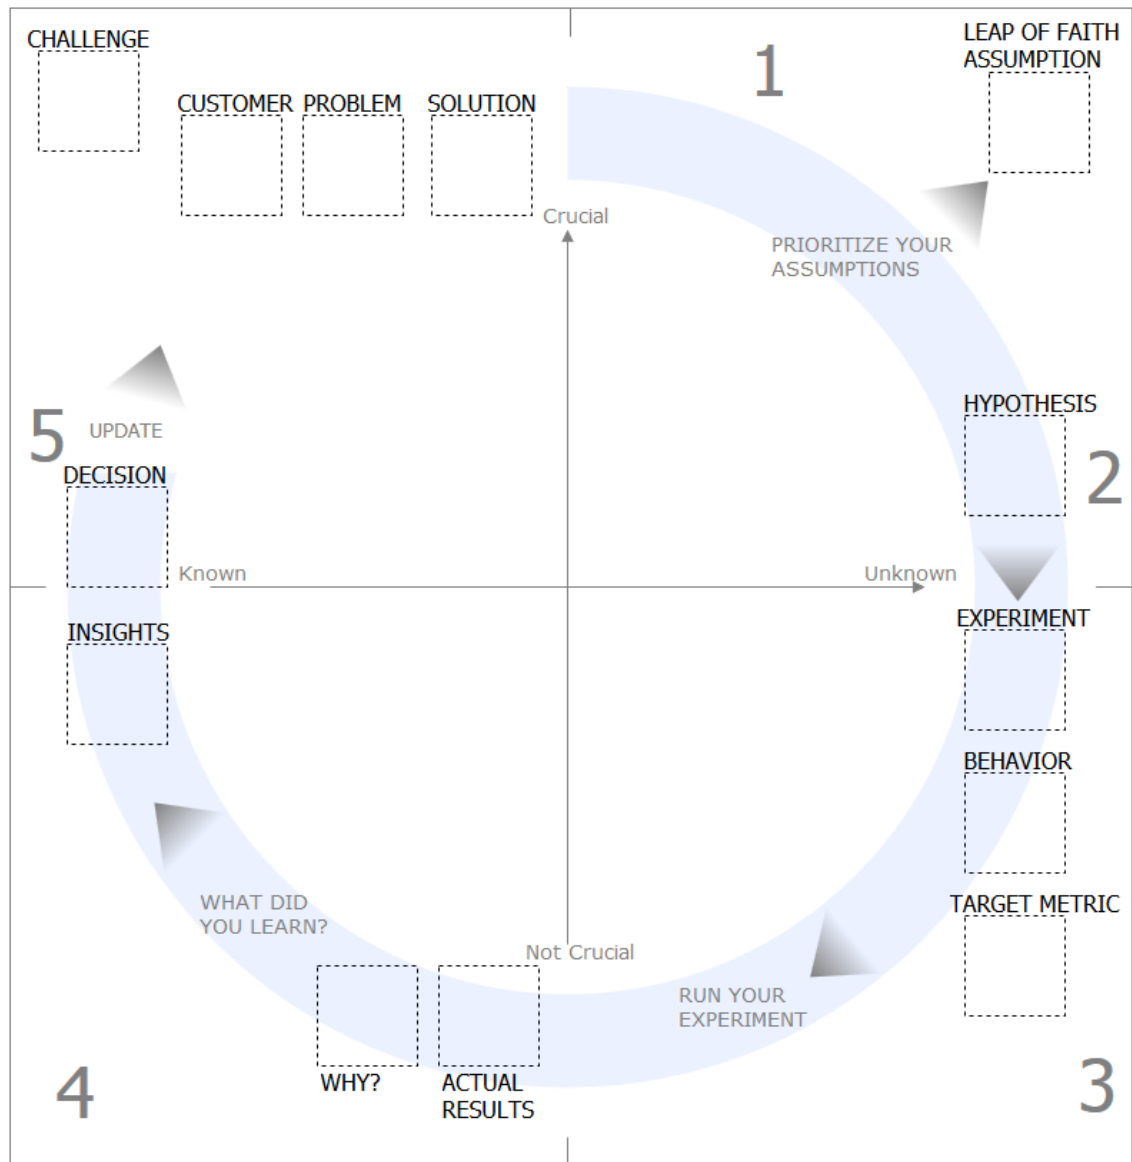 CHALLENGE
CUSTOMER PROBLEM SOLUTION
1
LEAP OF FAITH
ASSUMPTION
Crucial
PRIORITIZE YOUR
ASSUMPTIONS
HYPOTHESIS
2
5
UPDATE
DECISION
Known
Unknown
INSIGHTS
EXPERIMENT
BEHAVIOR
TARGET METRIC
WHAT DID
YOU LEARN?
Not Crucial
RUN YOUR
EXPERIMENT
WHY?
ACTUAL
RESULTS
4
3